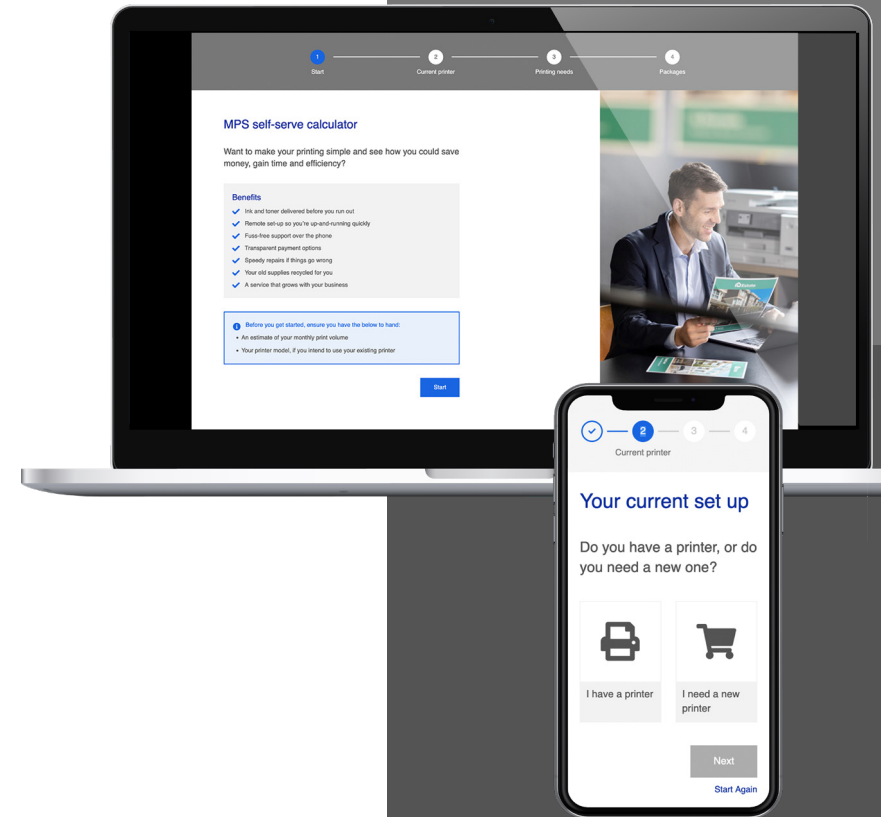 1
2
3
4
Start
Current printer
Printing needs
Packages
MPS self-serve calculator
Want to make your printing simple and see how you could save
money, gain time and efficiency?
Benefits
Ink and toner delivered before you run out
Remote set-up so you're up-and-running quickly
Fuss-free support over the phone
Transparent payment options
Speedy repairs if things go wrong
Your old supplies recycled for you
A service that grows with your business
Before you get started, ensure you have the below to hand:
• An estimate of your monthly print volume
• Your printer model, if you intend to use your existing printer
Start
2
3
4
Current printer
Your current set up
Do you have a printer, or do
you need a new one?
I have a printer
I need a new
printer
Next
Start Again